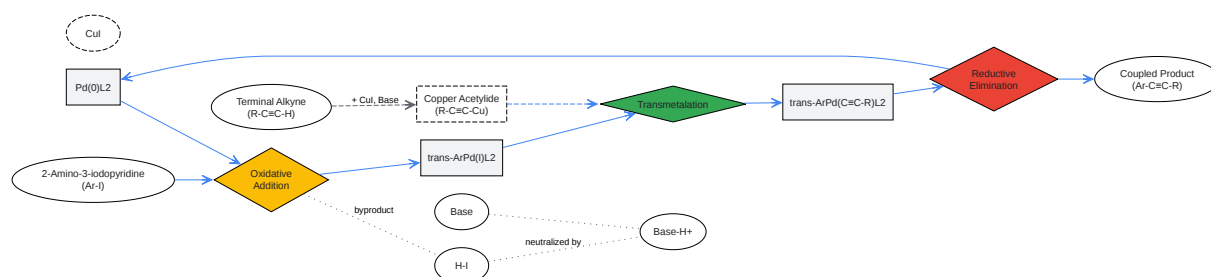 CuI
Pd(0)L2
2-Amino-3-iodopyridine
(Ar-I)
Terminal Alkyne
(R-C≡C-H)
+ CuI, Base
Copper Acetylide
(R-C≡C-Cu)
Oxidative
Addition
trans-ArPd(I)L2
byproduct
Base
H-I
neutralized by
Base-H+
Transmetalation
trans-ArPd(C≡C-R)L2
Reductive
Elimination
Coupled Product
(Ar-C≡C-R)